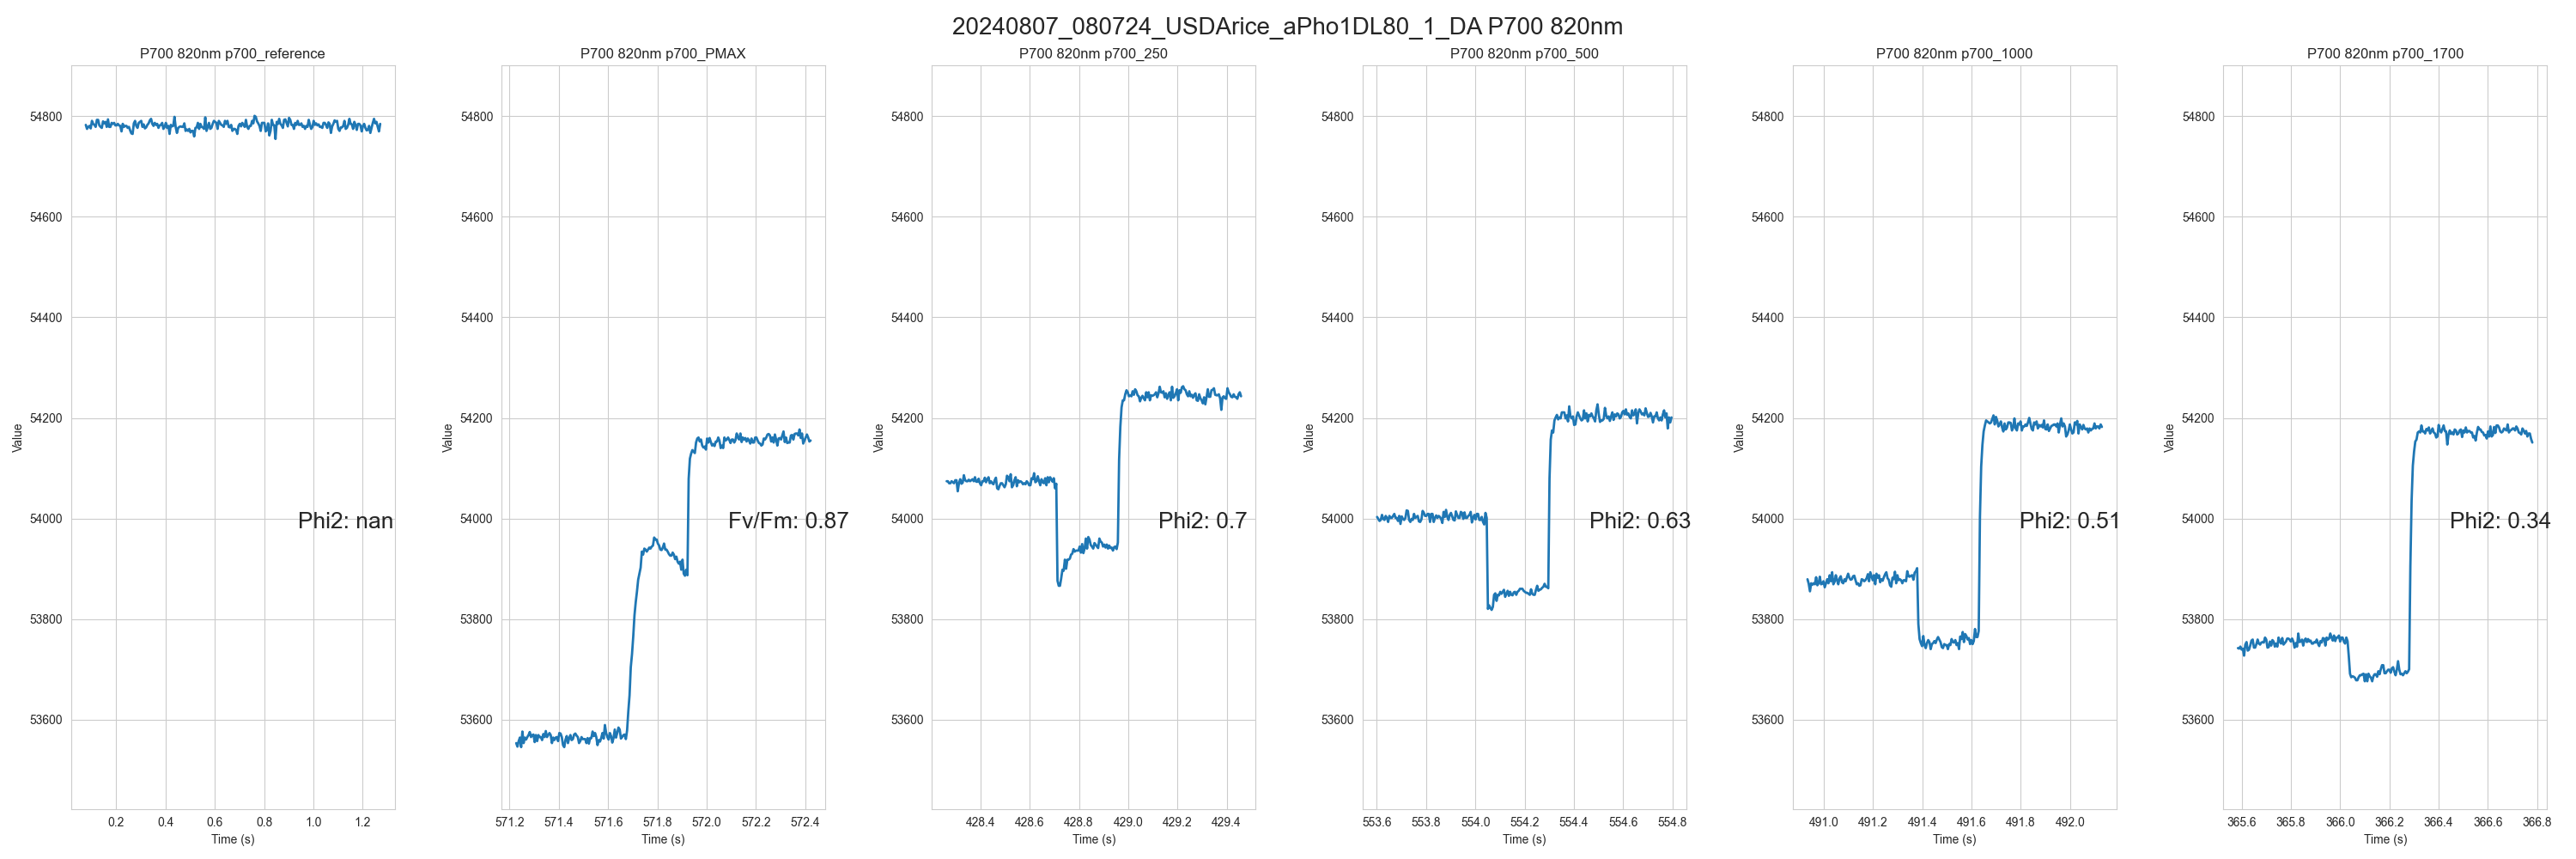 20240807_080724_USDArice_aPho1DL80_1_DA P700 820nm
P700 820nm p700_reference
Value
54800
54600
54400
54200
54000
53800
53600
Phi2: nan
0.2 0.4 0.6 0.8 1.0 1.2
Time (s)
P700 820nm p700_PMAX
Value
54800
54600
54400
54200
54000
53800
53600
Fv/Fm: 0.87
571.2 571.4 571.6 571.8 572.0 572.2 572.4
Time (s)
P700 820nm p700_250
Value
54800
54600
54400
54200
54000
53800
53600
Phi2: 0.7
428.4 428.6 428.8 429.0 429.2 429.4
Time (s)
P700 820nm p700_500
Value
54800
54600
54400
54200
54000
53800
53600
Phi2: 0.63
553.6 553.8 554.0 554.2 554.4 554.6 554.8
Time (s)
P700 820nm p700_1000
Value
54800
54600
54400
54200
54000
53800
53600
Phi2: 0.51
491.0 491.2 491.4 491.6 491.8 492.0
Time (s)
P700 820nm p700_1700
Value
54800
54600
54400
54200
54000
53800
53600
Phi2: 0.34
365.6 365.8 366.0 366.2 366.4 366.6 366.8
Time (s)